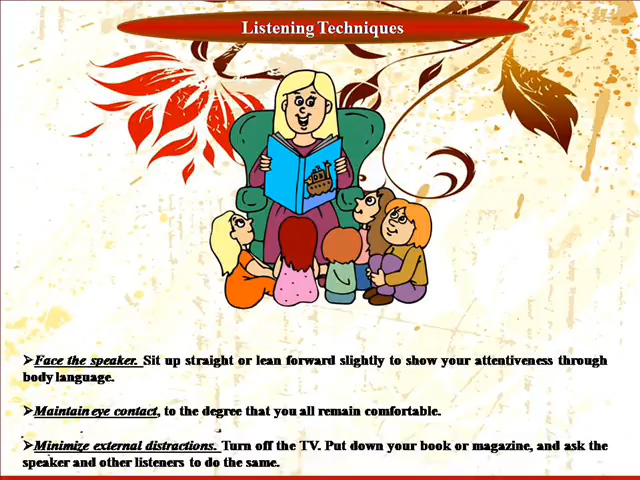 Listening Techniques
➢Face the speaker. Sit up straight or lean forward slightly to show your attentiveness through
body language.
➢Maintain eye contact, to the degree that you all remain comfortable.
➢Minimize external distractions. Turn off the TV. Put down your book or magazine, and ask the
speaker and other listeners to do the same.